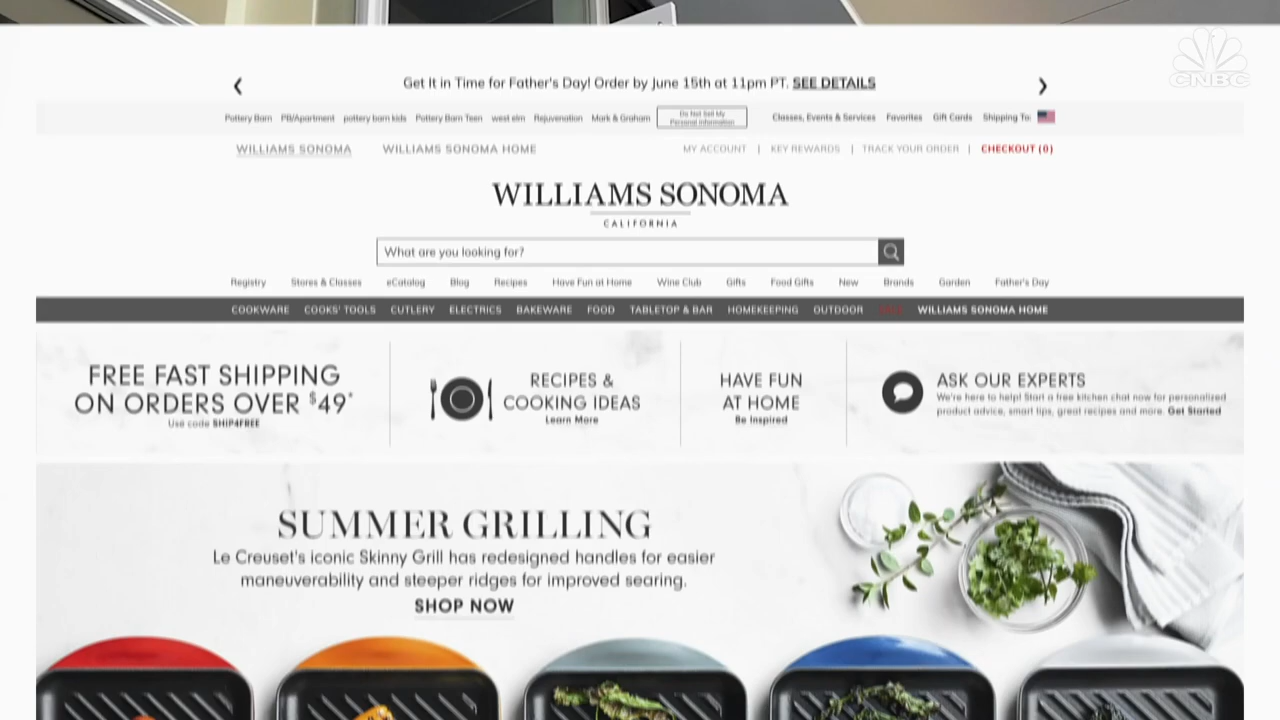 CNBC
Get It in Time for Father's Day! Order by June 15th at 11pm PT. SEE DETAILS
Pottery Barn PB/Apartment pottery barn kids Pottery Barn Teen west elm Rejuvenation Mark & Graham Do Not Sell My Personal Information Classes, Events & Services Favorites Gift Cards Shipping To:
WILLIAMS SONOMA WILLIAMS SONOMA HOME MY ACCOUNT | KEY REWARDS | TRACK YOUR ORDER | CHECKOUT (0)
WILLIAMS SONOMA
CALIFORNIA
What are you looking for?
Registry Stores & Classes eCatalog Blog Recipes Have Fun at Home Wine Club Gifts Food Gifts New Brands Garden Father's Day
COOKWARE COOKS' TOOLS CUTLERY ELECTRICS BAKEWARE FOOD TABLETOP & BAR HOMEKEEPING OUTDOOR WILLIAMS SONOMA HOME
FREE FAST SHIPPING
ON ORDERS OVER $49*
Use code SHIP4FREE
RECIPES &
COOKING IDEAS
Learn More
HAVE FUN
AT HOME
Be Inspired
ASK OUR EXPERTS
We're here to help! Start a free kitchen chat now for personalized
product advice, smart tips, great recipes and more. Get Started
SUMMER GRILLING
Le Creuset's iconic Skinny Grill has redesigned handles for easier
maneuverability and steeper ridges for improved searing.
SHOP NOW